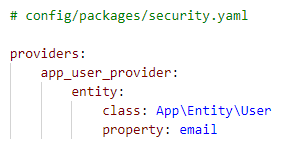 # config/packages/security.yaml

providers:
    app_user_provider:
        entity:
            class: App\Entity\User
            property: email